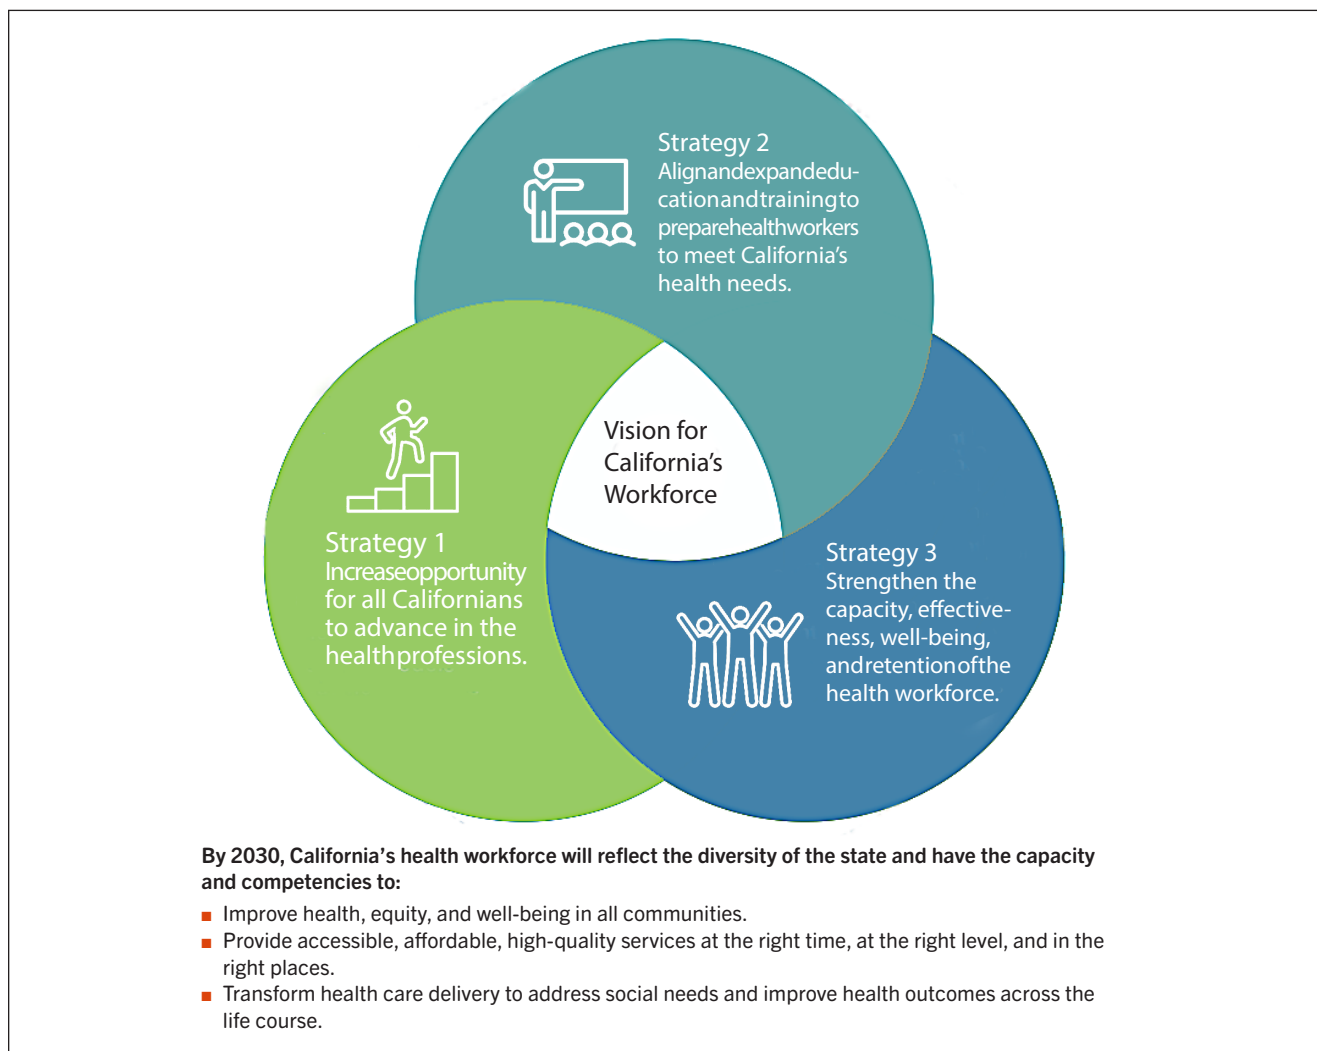 Strategy 2
Alignandexpandedu-
cationandtrainingto
preparehealthworkers
to meet California’s
health needs.
Vision for
California’s
Workforce
Strategy 1
Increaseopportunity
for all Californians
to advance in the
healthprofessions.
Strategy 3
Strengthen the
capacity, effective-
ness, well-being,
andretentionofthe
health workforce.
By 2030, California’s health workforce will reflect the diversity of the state and have the capacity
and competencies to:
■ Improve health, equity, and well-being in all communities.
■ Provide accessible, affordable, high-quality services at the right time, at the right level, and in the
right places.
■ Transform health care delivery to address social needs and improve health outcomes across the
life course.